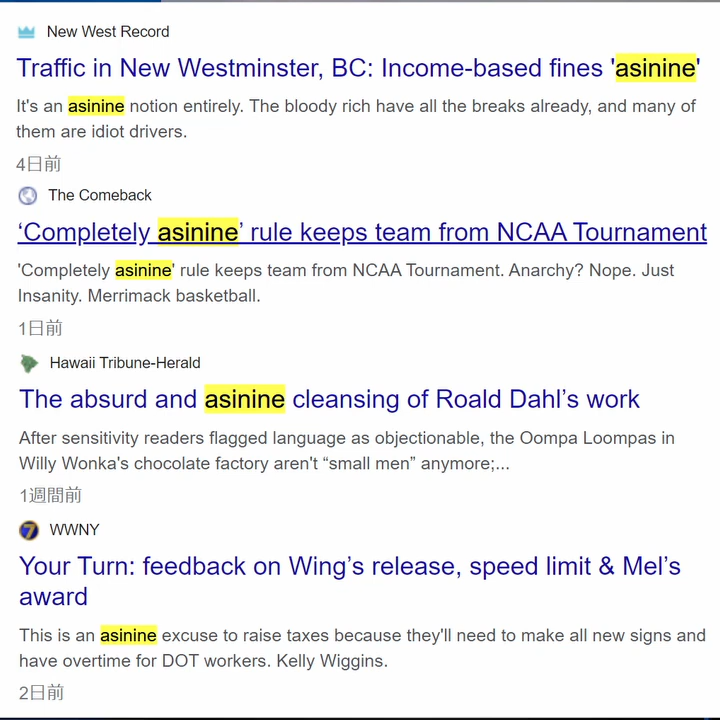 New West Record
Traffic in New Westminster, BC: Income-based fines 'asinine'
It's an asinine notion entirely. The bloody rich have all the breaks already, and many of
them are idiot drivers.
4日前
The Comeback
‘Completely asinine’ rule keeps team from NCAA Tournament
'Completely asinine' rule keeps team from NCAA Tournament. Anarchy? Nope. Just
Insanity. Merrimack basketball.
1日前
Hawaii Tribune-Herald
The absurd and asinine cleansing of Roald Dahl’s work
After sensitivity readers flagged language as objectionable, the Oompa Loompas in
Willy Wonka's chocolate factory aren't “small men” anymore;...
1週間前
7 WWNY
Your Turn: feedback on Wing’s release, speed limit & Mel’s
award
This is an asinine excuse to raise taxes because they'll need to make all new signs and
have overtime for DOT workers. Kelly Wiggins.
2日前